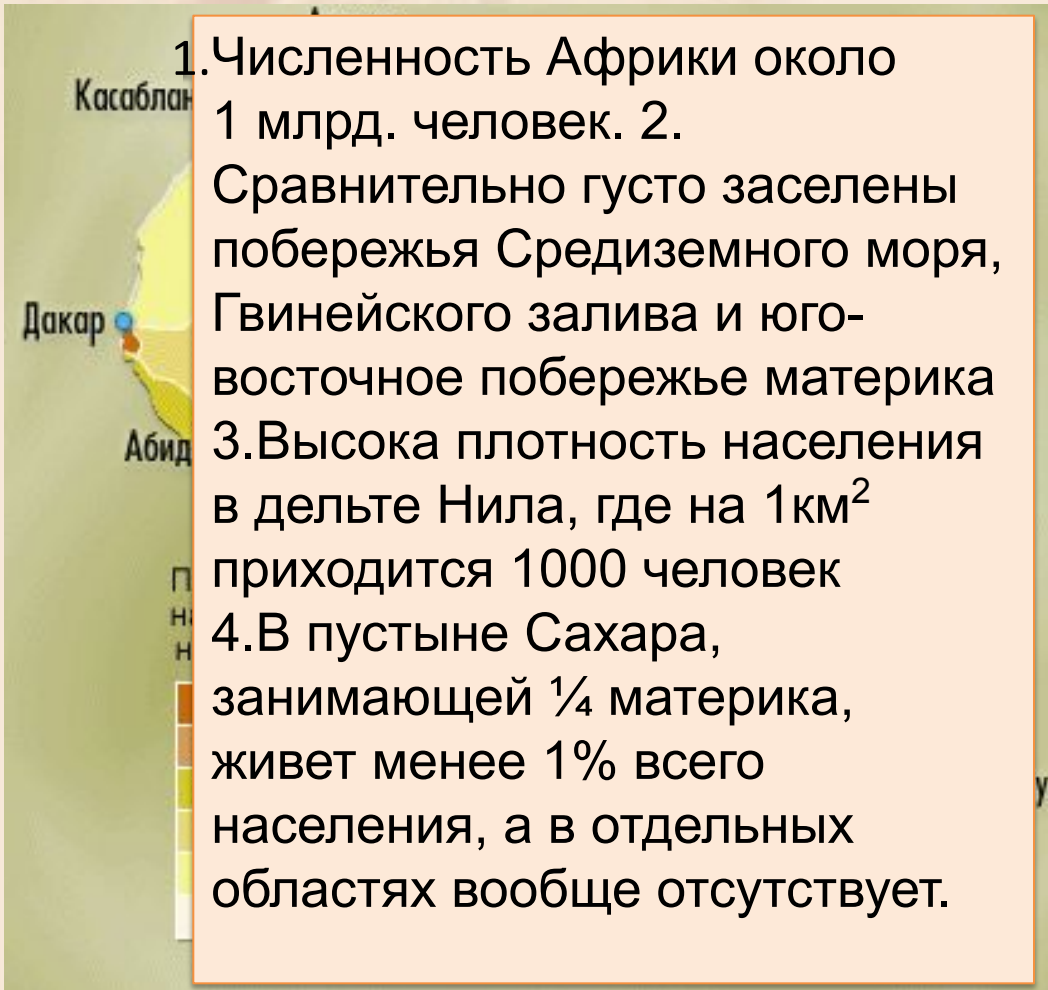 1.Численность Африки около
1 млрд. человек. 2.
Сравнительно густо заселены
побережья Средиземного моря,
Гвинейского залива и юго-
восточное побережье материка
3.Высока плотность населения
в дельте Нила, где на 1км²
приходится 1000 человек
4.В пустыне Сахара,
занимающей ¼ материка,
живет менее 1% всего
населения, а в отдельных
областях вообще отсутствует.
Касаблан
Дакар
Абид